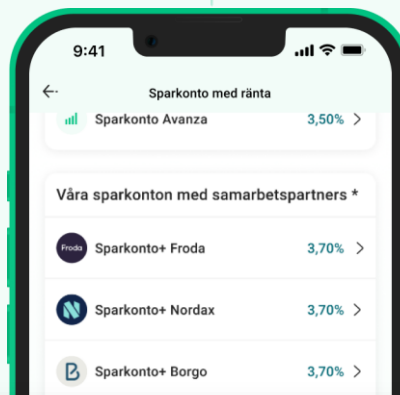 9:41
Sparkonto med ränta
Sparkonto Avanza 3,50%
Våra sparkonton med samarbetspartners *
Froda Sparkonto+ Froda 3,70%
Sparkonto+ Nordax 3,70%
Sparkonto+ Borgo 3,70%